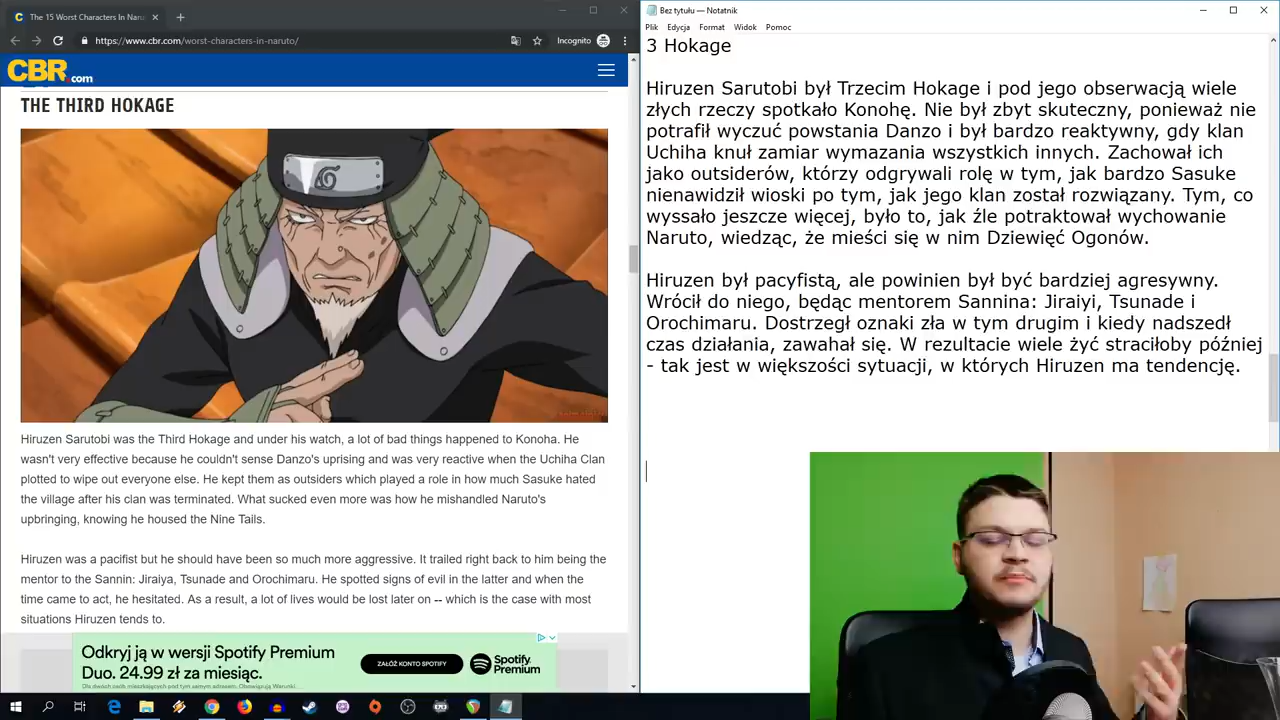 The 15 Worst Characters In Naru
https://www.cbr.com/worst-characters-in-naruto/
Incognito
CBR.com
THE THIRD HOKAGE
Hiruzen Sarutobi was the Third Hokage and under his watch, a lot of bad things happened to Konoha. He
wasn't very effective because he couldn't sense Danzo's uprising and was very reactive when the Uchiha Clan
plotted to wipe out everyone else. He kept them as outsiders which played a role in how much Sasuke hated
the village after his clan was terminated. What sucked even more was how he mishandled Naruto's
upbringing, knowing he housed the Nine Tails.
Hiruzen was a pacifist but he should have been so much more aggressive. It trailed right back to him being the
mentor to the Sannin: Jiraiya, Tsunade and Orochimaru. He spotted signs of evil in the latter and when the
time came to act, he hesitated. As a result, a lot of lives would be lost later on -- which is the case with most
situations Hiruzen tends to.
Odkryj ją w wersji Spotify Premium
Duo. 24.99 zł za miesiąc.
Dla dwóch osób mieszkających pod tym samym adresem. Obowiązują Warunki.
ZAŁÓŻ KONTO SPOTIFY
Spotify
Premium
Bez tytułu – Notatnik
Plik Edycja Format Widok Pomoc
3 Hokage
Hiruzen Sarutobi był Trzecim Hokage i pod jego obserwacją wiele
złych rzeczy spotkało Konohę. Nie był zbyt skuteczny, ponieważ nie
potrafił wyczuć powstania Danzo i był bardzo reaktywny, gdy klan
Uchiha knuł zamiar wymazania wszystkich innych. Zachował ich
jako outsiderów, którzy odgrywali rolę w tym, jak bardzo Sasuke
nienawidził wioski po tym, jak jego klan został rozwiązany. Tym, co
wyssało jeszcze więcej, było to, jak źle potraktował wychowanie
Naruto, wiedząc, że mieści się w nim Dziewięć Ogonów.
Hiruzen był pacyfistą, ale powinien był być bardziej agresywny.
Wrócił do niego, będąc mentorem Sannina: Jiraiyi, Tsunade i
Orochimaru. Dostrzegł oznaki zła w tym drugim i kiedy nadszedł
czas działania, zawahał się. W rezultacie wiele żyć straciłoby później
- tak jest w większości sytuacji, w których Hiruzen ma tendencję.